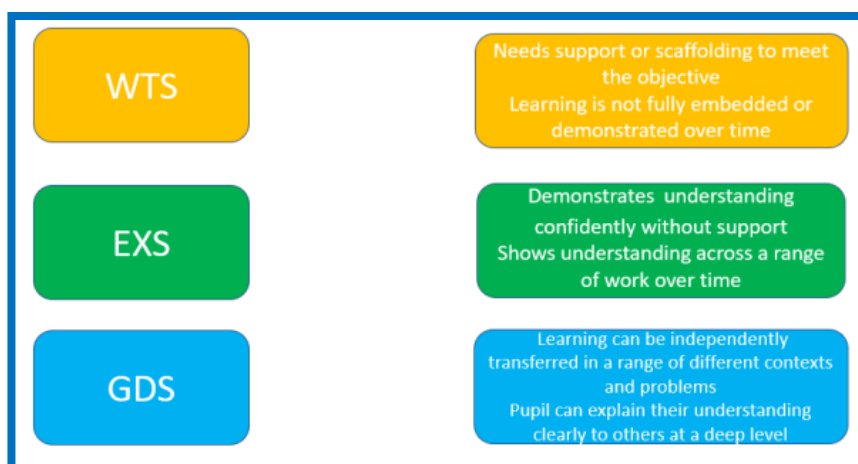 WTS
Needs support or scaffolding to meet
the objective
Learning is not fully embedded or
demonstrated over time
EXS
Demonstrates understanding
confidently without support
Shows understanding across a range
of work over time
GDS
Learning can be independently
transferred in a range of different contexts
and problems
Pupil can explain their understanding
clearly to others at a deep level